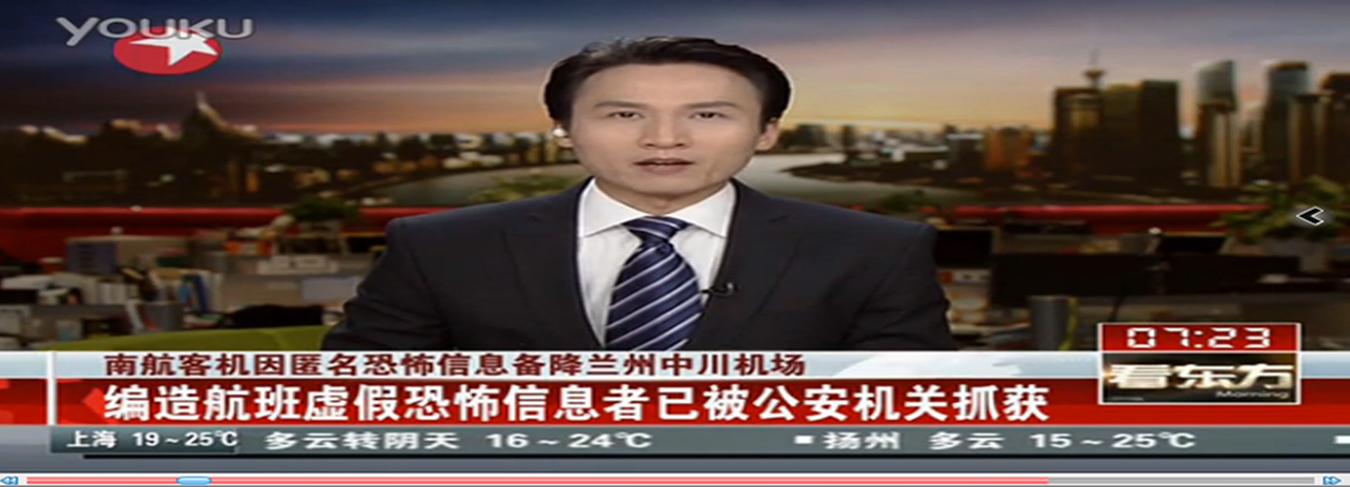 YOUKU
07:23
南航客机因匿名恐怖信息备降兰州中川机场
看东方
Morning
编造航班虚假恐怖信息者已被公安机关抓获
上海 19~25℃ 多云转阴天 16~24℃ ■扬州 多云 15~25℃